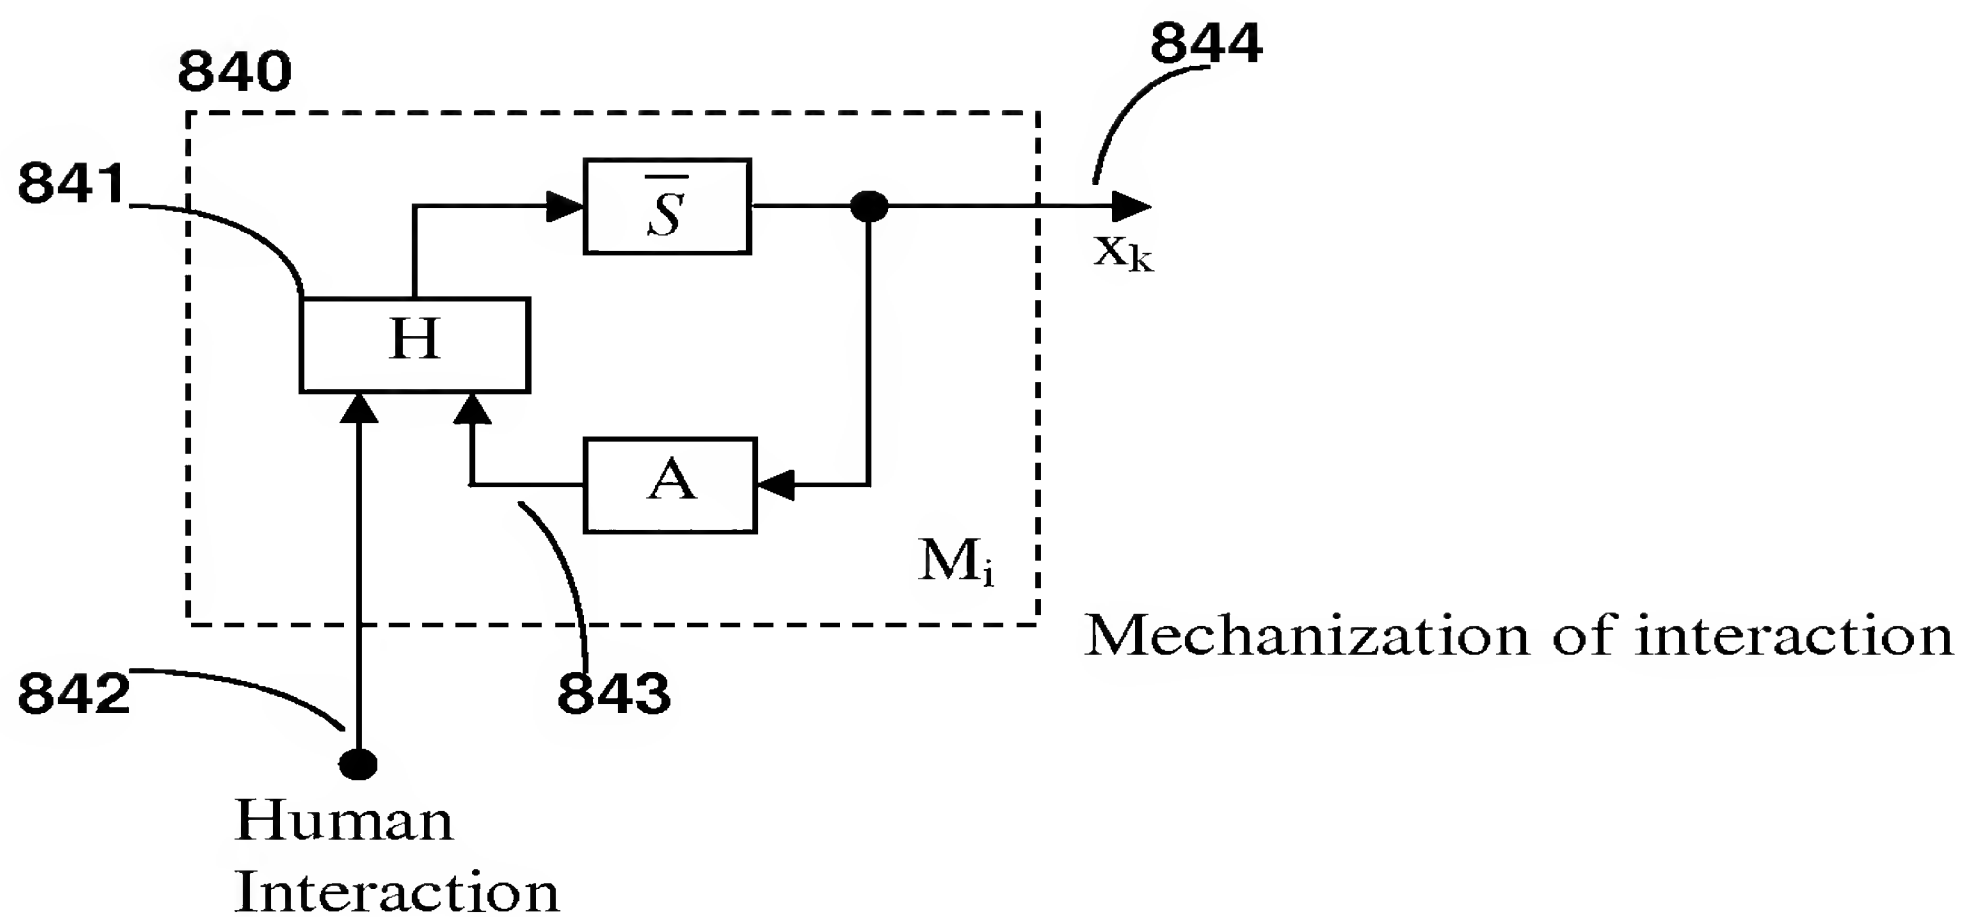 840
844
841
S̅
xₖ
H
A
Mᵢ
Mechanization of interaction
842
843
Human
Interaction